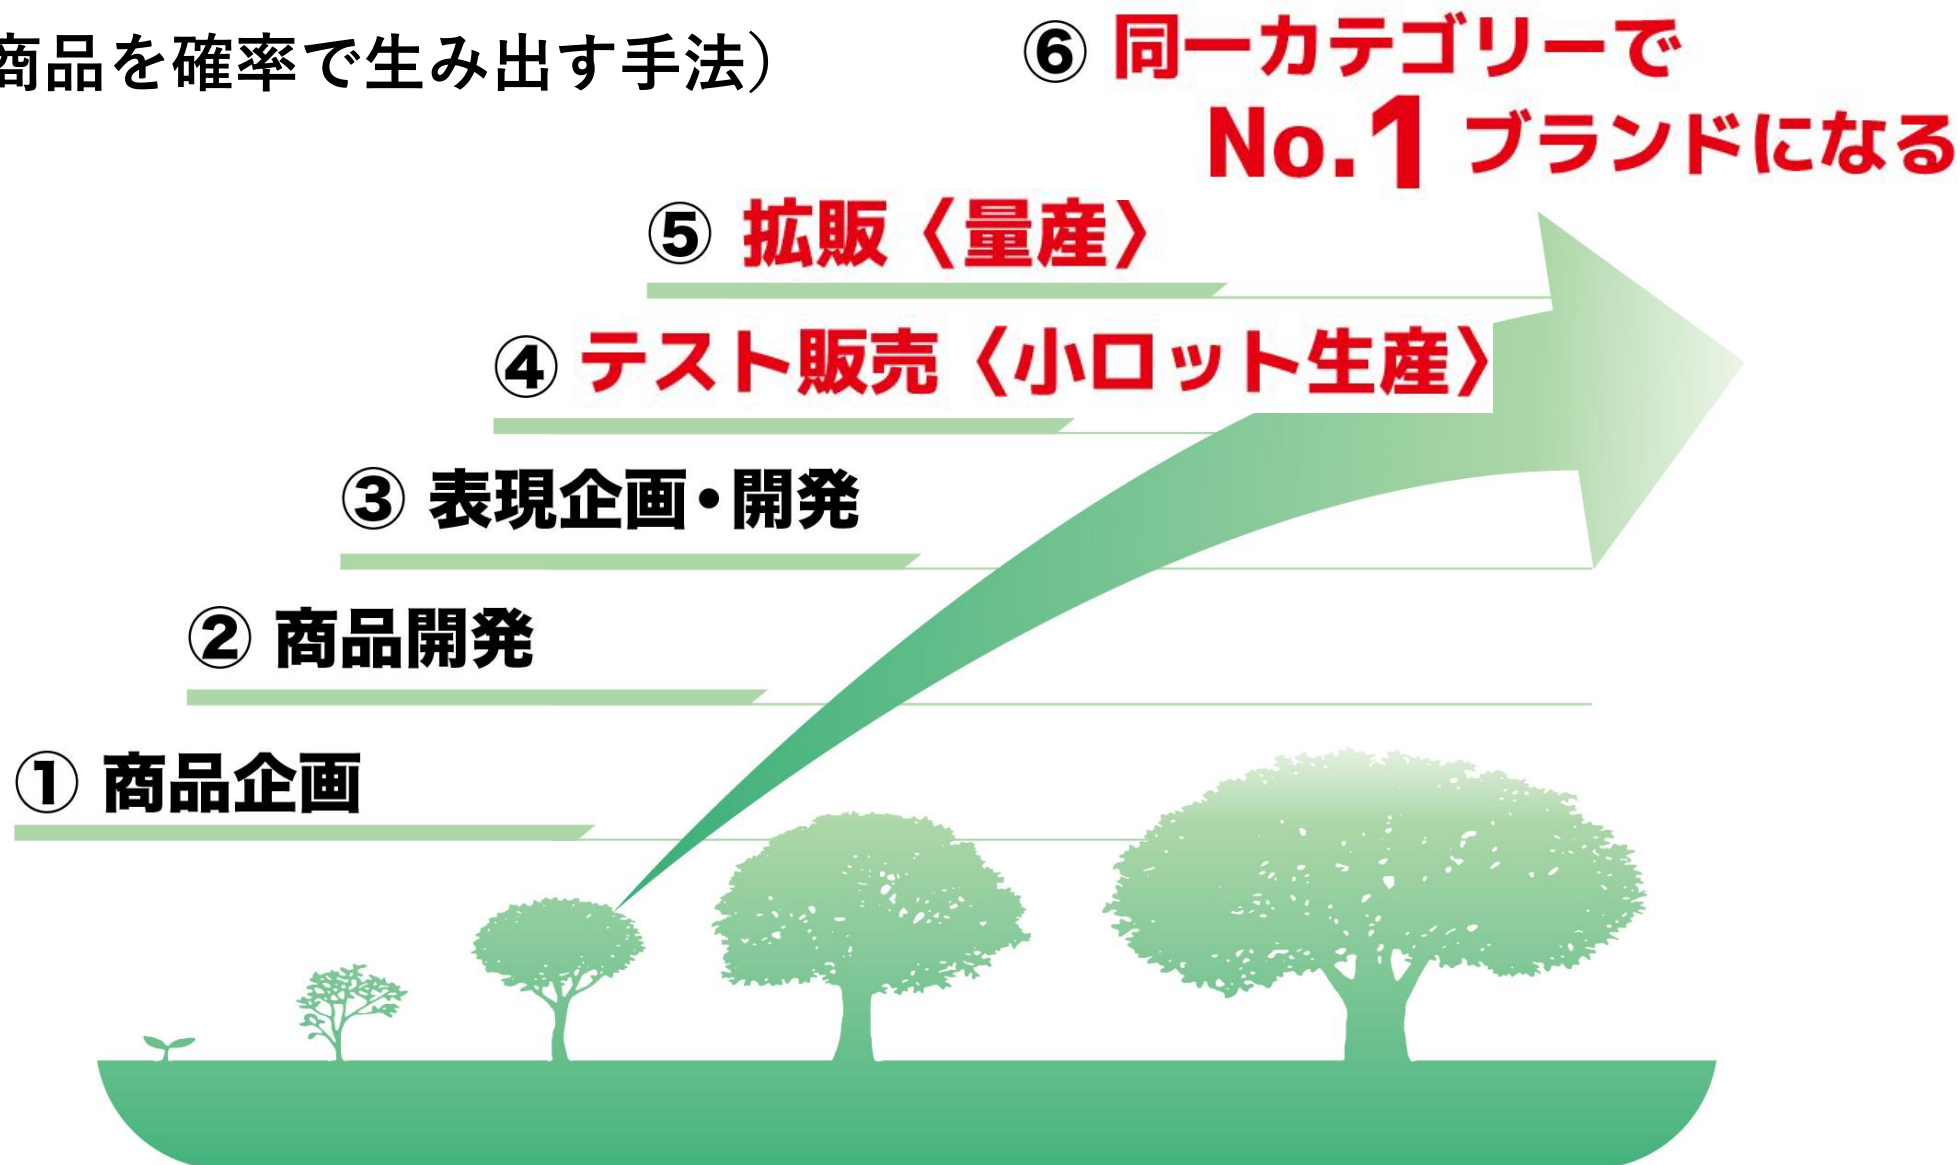 商品を確率で生み出す手法）
⑥ 同一カテゴリーで
No.1 ブランドになる
⑤ 拡販〈量産〉
④ テスト販売〈小ロット生産〉
③ 表現企画・開発
② 商品開発
① 商品企画